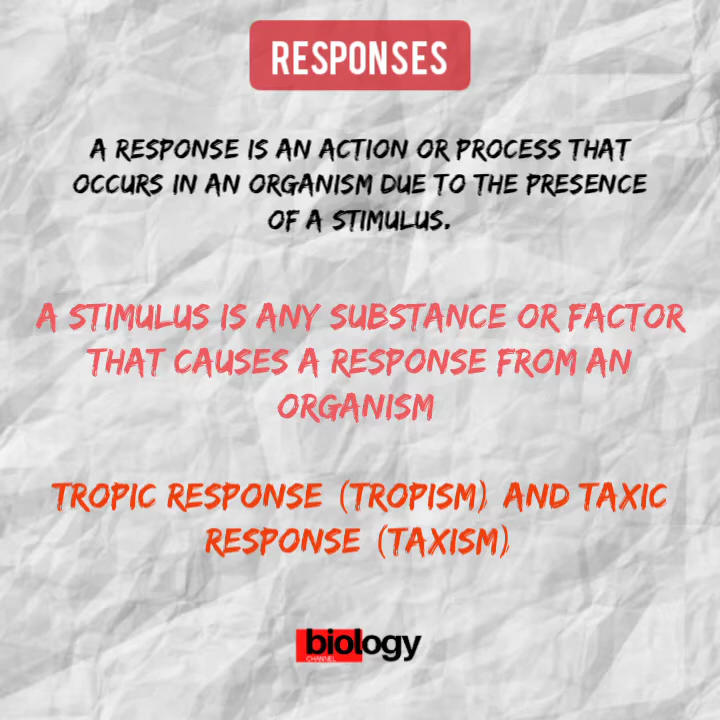 RESPONSES
A RESPONSE IS AN ACTION OR PROCESS THAT
OCCURS IN AN ORGANISM DUE TO THE PRESENCE
OF A STIMULUS.
A STIMULUS IS ANY SUBSTANCE OR FACTOR
THAT CAUSES A RESPONSE FROM AN
ORGANISM
TROPIC RESPONSE (TROPISM) AND TAXIC
RESPONSE (TAXISM)
biology
CHANNEL